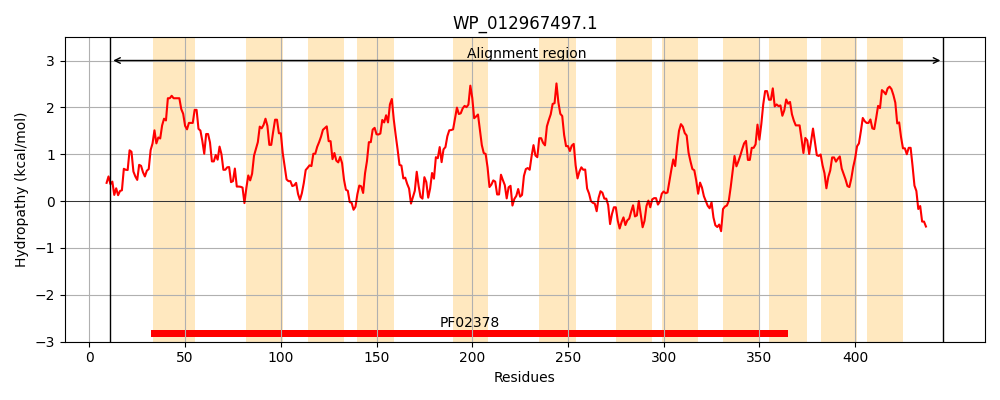 WP_012967497.1
Alignment region
Hydropathy (kcal/mol)
3
2
1
0
−1
−2
−3
PF02378
0 50 100 150 200 250 300 350 400
Residues